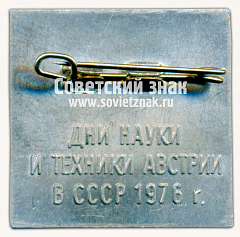 Советский знак
www.sovietznak.ru
ДНИ НАУКИ
И ТЕХНИКИ АВСТРИИ
В СССР 1976 г.